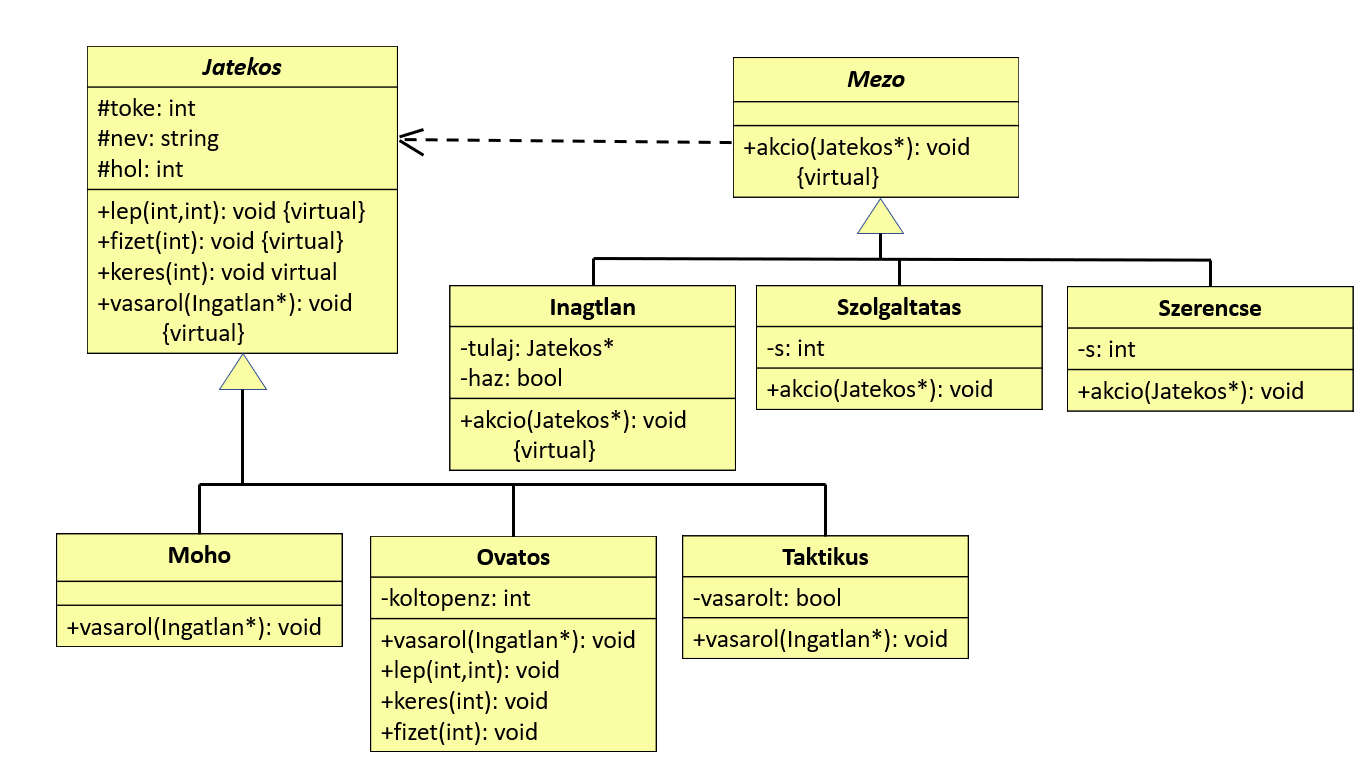 Jatekos
#toke: int
#nev: string
#hol: int
+lep(int,int): void {virtual}
+fizet(int): void {virtual}
+keres(int): void virtual
+vasarol(Ingatlan*): void
{virtual}
Mezo
+akcio(Jatekos*): void
{virtual}
Inagtlan
-tulaj: Jatekos*
-haz: bool
+akcio(Jatekos*): void
{virtual}
Szolgaltatas
-s: int
+akcio(Jatekos*): void
Szerencse
-s: int
+akcio(Jatekos*): void
Moho
+vasarol(Ingatlan*): void
Ovatos
-koltopenz: int
+vasarol(Ingatlan*): void
+lep(int,int): void
+keres(int): void
+fizet(int): void
Taktikus
-vasarolt: bool
+vasarol(Ingatlan*): void